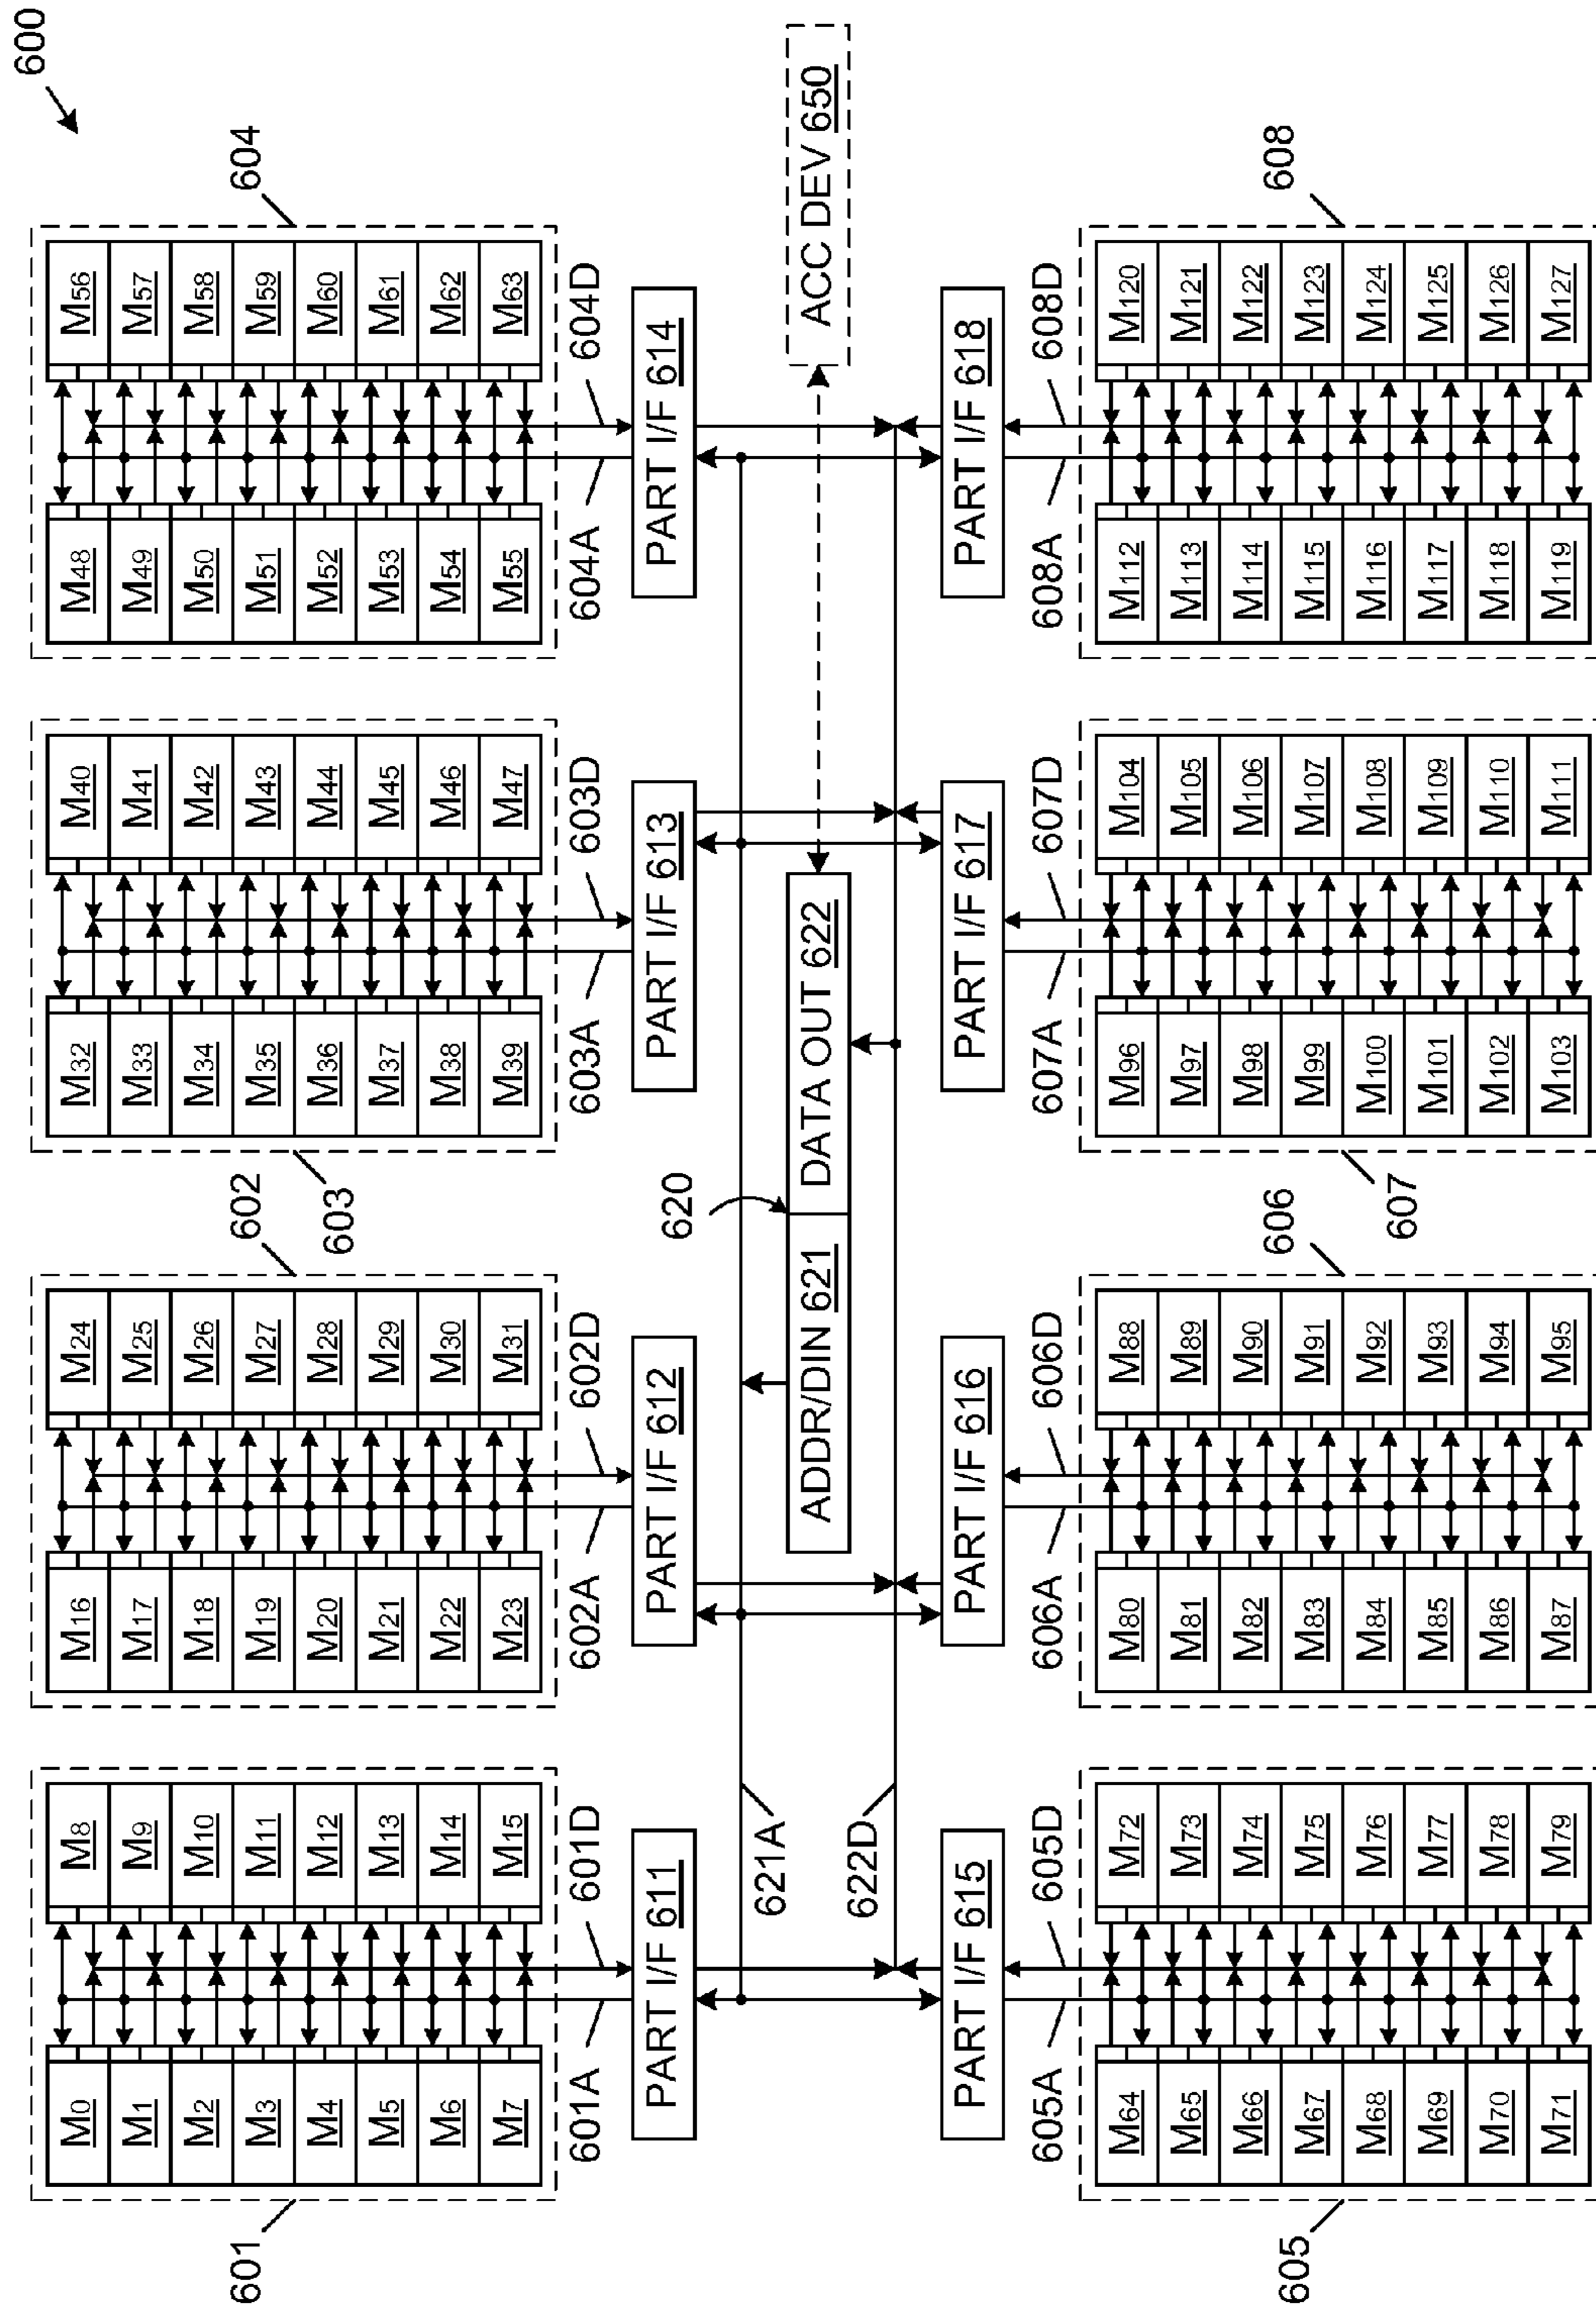 600
601
602
603
604
M0 M8 M16 M24 M32 M40 M48 M56
M1 M9 M17 M25 M33 M41 M49 M57
M2 M10 M18 M26 M34 M42 M50 M58
M3 M11 M19 M27 M35 M43 M51 M59
M4 M12 M20 M28 M36 M44 M52 M60
M5 M13 M21 M29 M37 M45 M53 M61
M6 M14 M22 M30 M38 M46 M54 M62
M7 M15 M23 M31 M39 M47 M55 M63
601A 601D 602A 602D 603A 603D 604A 604D
PART I/F 611
PART I/F 612
PART I/F 613
PART I/F 614
621A
620
ADDR/DIN 621
DATA OUT 622
ACC DEV 650
622D
PART I/F 615
PART I/F 616
PART I/F 617
PART I/F 618
605A 605D 606A 606D 607A 607D 608A 608D
M64 M72 M80 M88 M96 M104 M112 M120
M65 M73 M81 M89 M97 M105 M113 M121
M66 M74 M82 M90 M98 M106 M114 M122
M67 M75 M83 M91 M99 M107 M115 M123
M68 M76 M84 M92 M100 M108 M116 M124
M69 M77 M85 M93 M101 M109 M117 M125
M70 M78 M86 M94 M102 M110 M118 M126
M71 M79 M87 M95 M103 M111 M119 M127
605
606
607
608